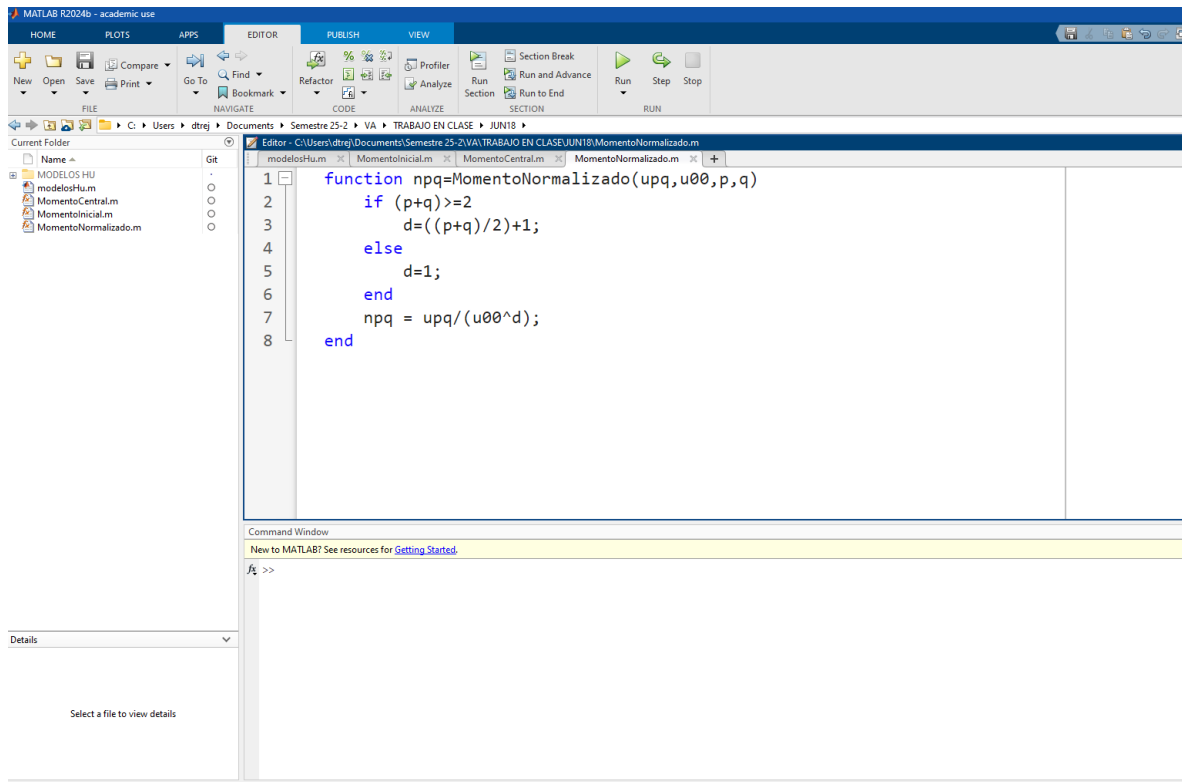 MATLAB R2024b - academic use
HOME PLOTS APPS EDITOR PUBLISH VIEW
New Open Save Compare Print
Go To Find Bookmark
Refactor
Profiler Analyze
Run Section Section Break Run and Advance Run to End
Run Step Stop
FILE NAVIGATE CODE ANALYZE SECTION RUN
C: Users dtrej Documents Semestre 25-2 VA TRABAJO EN CLASE JUN18
Current Folder
Name Git
MODELOS HU
modelosHu.m
MomentoCentral.m
MomentoInicial.m
MomentoNormalizado.m
Details
Select a file to view details
Editor - C:\Users\dtrej\Documents\Semestre 25-2\VA\TRABAJO EN CLASE\JUN18\MomentoNormalizado.m
modelosHu.m MomentoInicial.m MomentoCentral.m MomentoNormalizado.m +
1 function npq=MomentoNormalizado(upq,u00,p,q)
2 if (p+q)>=2
3 d=((p+q)/2)+1;
4 else
5 d=1;
6 end
7 npq = upq/(u00^d);
8 end
Command Window
New to MATLAB? See resources for Getting Started.
fx >>